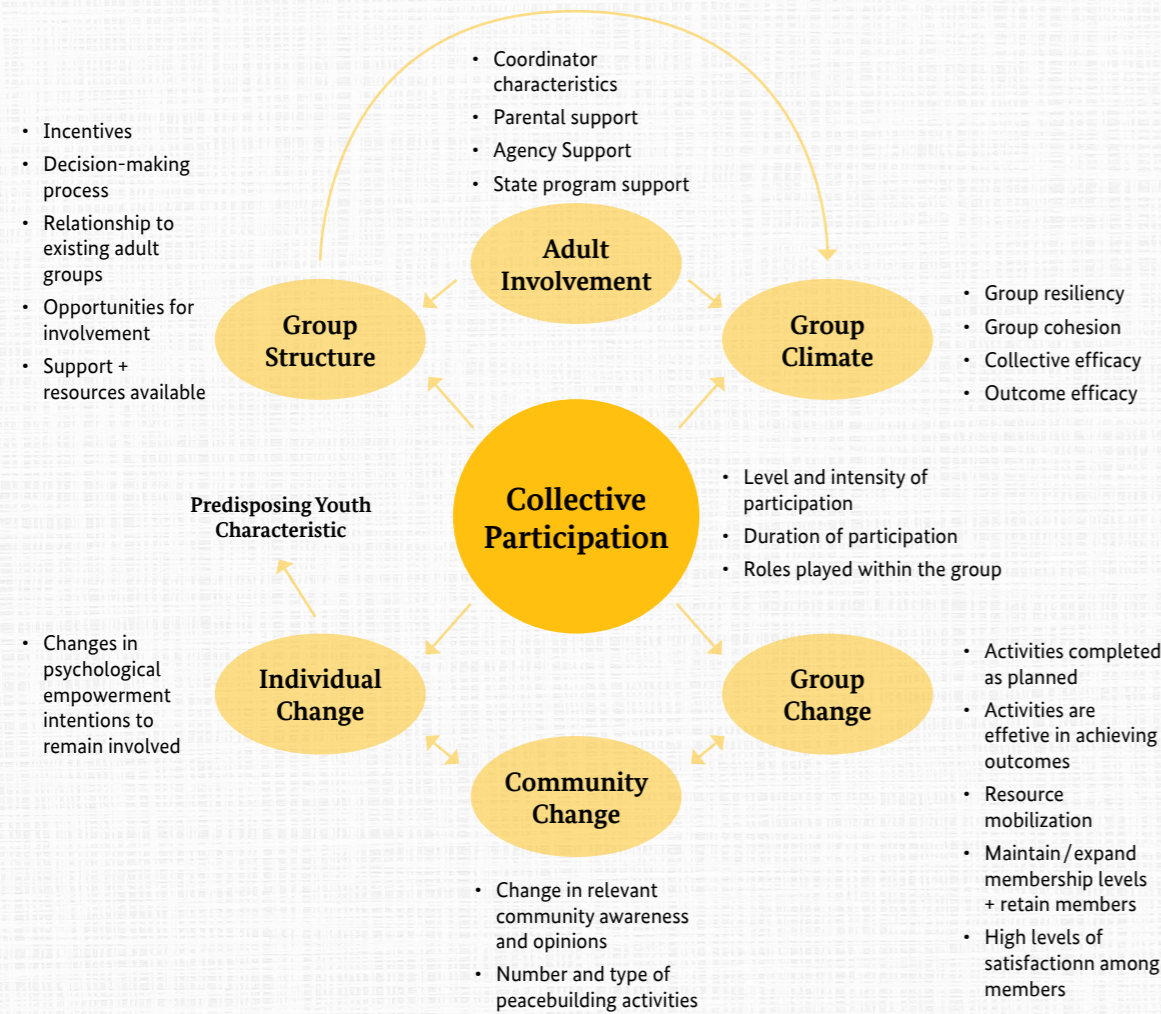 • Coordinator
characteristics
• Parental support
• Agency Support
• State program support
• Incentives
• Decision-making
process
• Relationship to
existing adult
groups
• Opportunities for
involvement
• Support +
resources available
Adult
Involvement
Group
Structure
Group
Climate
• Group resiliency
• Group cohesion
• Collective efficacy
• Outcome efficacy
Predisposing Youth
Characteristic
Collective
Participation
• Level and intensity of
participation
• Duration of participation
• Roles played within the group
• Changes in
psychological
empowerment
intentions to
remain involved
Individual
Change
Group
Change
• Activities completed
as planned
• Activities are
effetive in achieving
outcomes
• Resource
mobilization
• Maintain / expand
membership levels
+ retain members
• High levels of
satisfactionn among
members
Community
Change
• Change in relevant
community awareness
and opinions
• Number and type of
peacebuilding activities